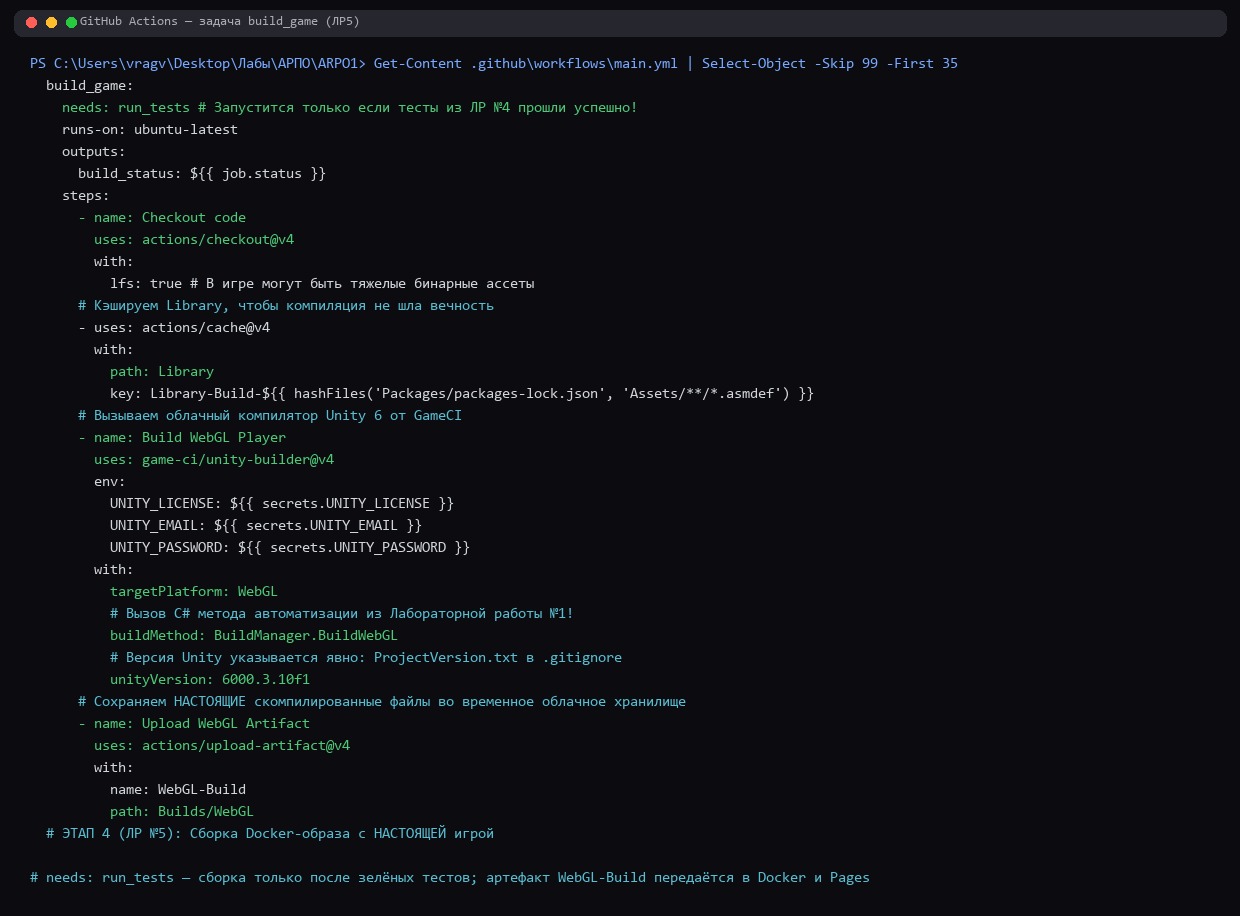 GitHub Actions — задача build_game (ЛР5)
PS C:\Users\vragv\Desktop\Лабы\АРПО\ARPO1> Get-Content .github\workflows\main.yml | Select-Object -Skip 99 -First 35
build_game:
needs: run_tests # Запустится только если тесты из ЛР №4 прошли успешно!
runs-on: ubuntu-latest
outputs:
build_status: ${{ job.status }}
steps:
- name: Checkout code
uses: actions/checkout@v4
with:
lfs: true # В игре могут быть тяжелые бинарные ассеты
# Кэшируем Library, чтобы компиляция не шла вечность
- uses: actions/cache@v4
with:
path: Library
key: Library-Build-${{ hashFiles('Packages/packages-lock.json', 'Assets/**/*.asmdef') }}
# Вызываем облачный компилятор Unity 6 от GameCI
- name: Build WebGL Player
uses: game-ci/unity-builder@v4
env:
UNITY_LICENSE: ${{ secrets.UNITY_LICENSE }}
UNITY_EMAIL: ${{ secrets.UNITY_EMAIL }}
UNITY_PASSWORD: ${{ secrets.UNITY_PASSWORD }}
with:
targetPlatform: WebGL
# Вызов C# метода автоматизации из Лабораторной работы №1!
buildMethod: BuildManager.BuildWebGL
# Версия Unity указывается явно: ProjectVersion.txt в .gitignore
unityVersion: 6000.3.10f1
# Сохраняем НАСТОЯЩИЕ скомпилированные файлы во временное облачное хранилище
- name: Upload WebGL Artifact
uses: actions/upload-artifact@v4
with:
name: WebGL-Build
path: Builds/WebGL
# ЭТАП 4 (ЛР №5): Сборка Docker-образа с НАСТОЯЩЕЙ игрой
# needs: run_tests — сборка только после зелёных тестов; артефакт WebGL-Build передаётся в Docker и Pages